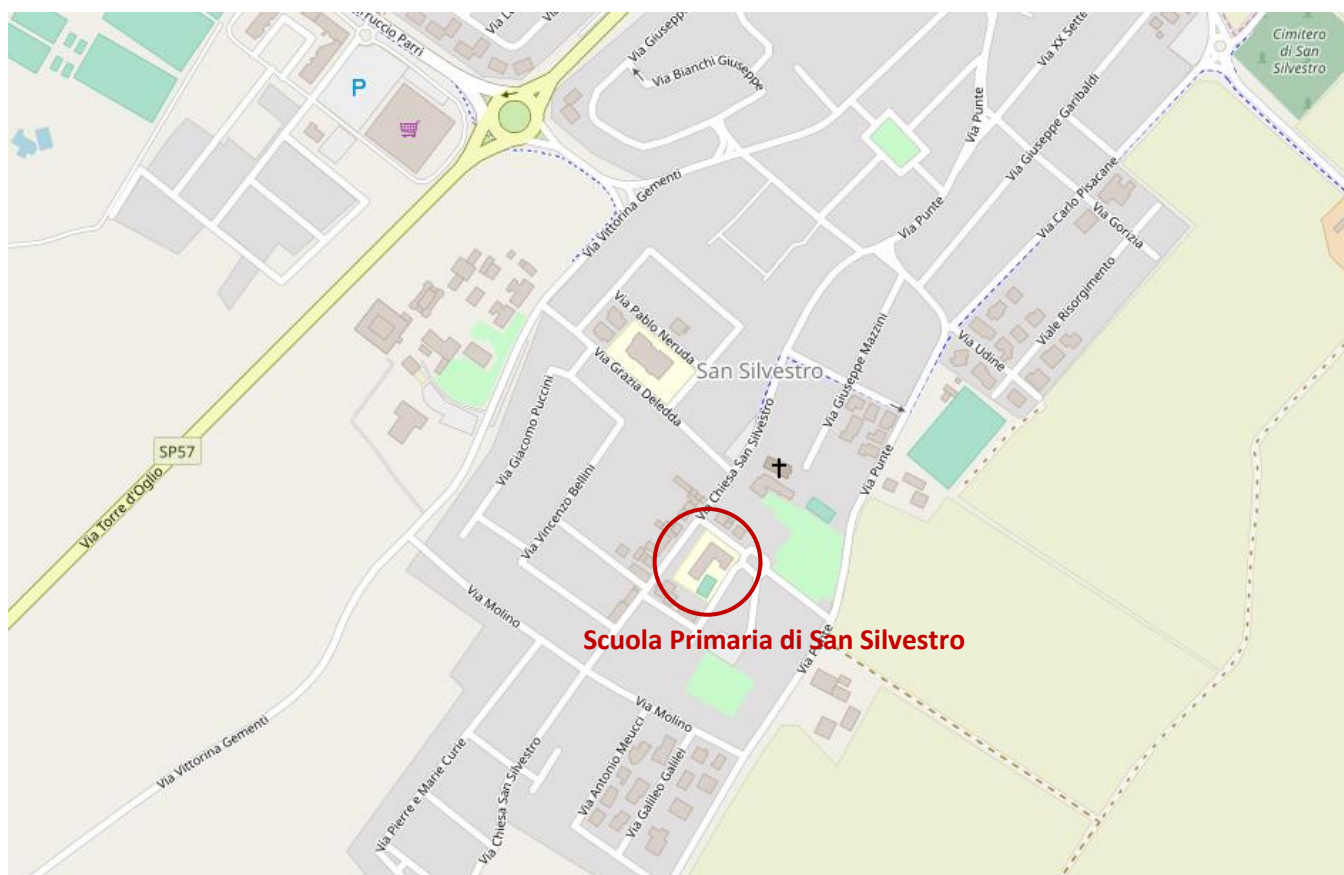 Via Giuseppe
Via XX Sette
Cimitero
di San
Silvestro
rruccio Parri
P
Via Bianchi Giuseppe
Via Punte
Via Giuseppe Garibaldi
Via Carlo Pisacane
Via Gorizia
Via Vittorina Gementi
Via Punte
Viale Risorgimento
Via Udine
Via Pablo Neruda
Via Giuseppe Mazzini
San Silvestro
Via Grazia Deledda
Via Giacomo Puccini
SP57
Via Torre d'Oglio
Via Vincenzo Bellini
Via Chiesa San Silvestro
Via Punte
Via Molino
Scuola Primaria di San Silvestro
Via Molino
Via Vittorina Gementi
Via Antonio Meucci
Via Galileo Galilei
Via Pierre e Marie Curie
Via Chiesa San Silvestro